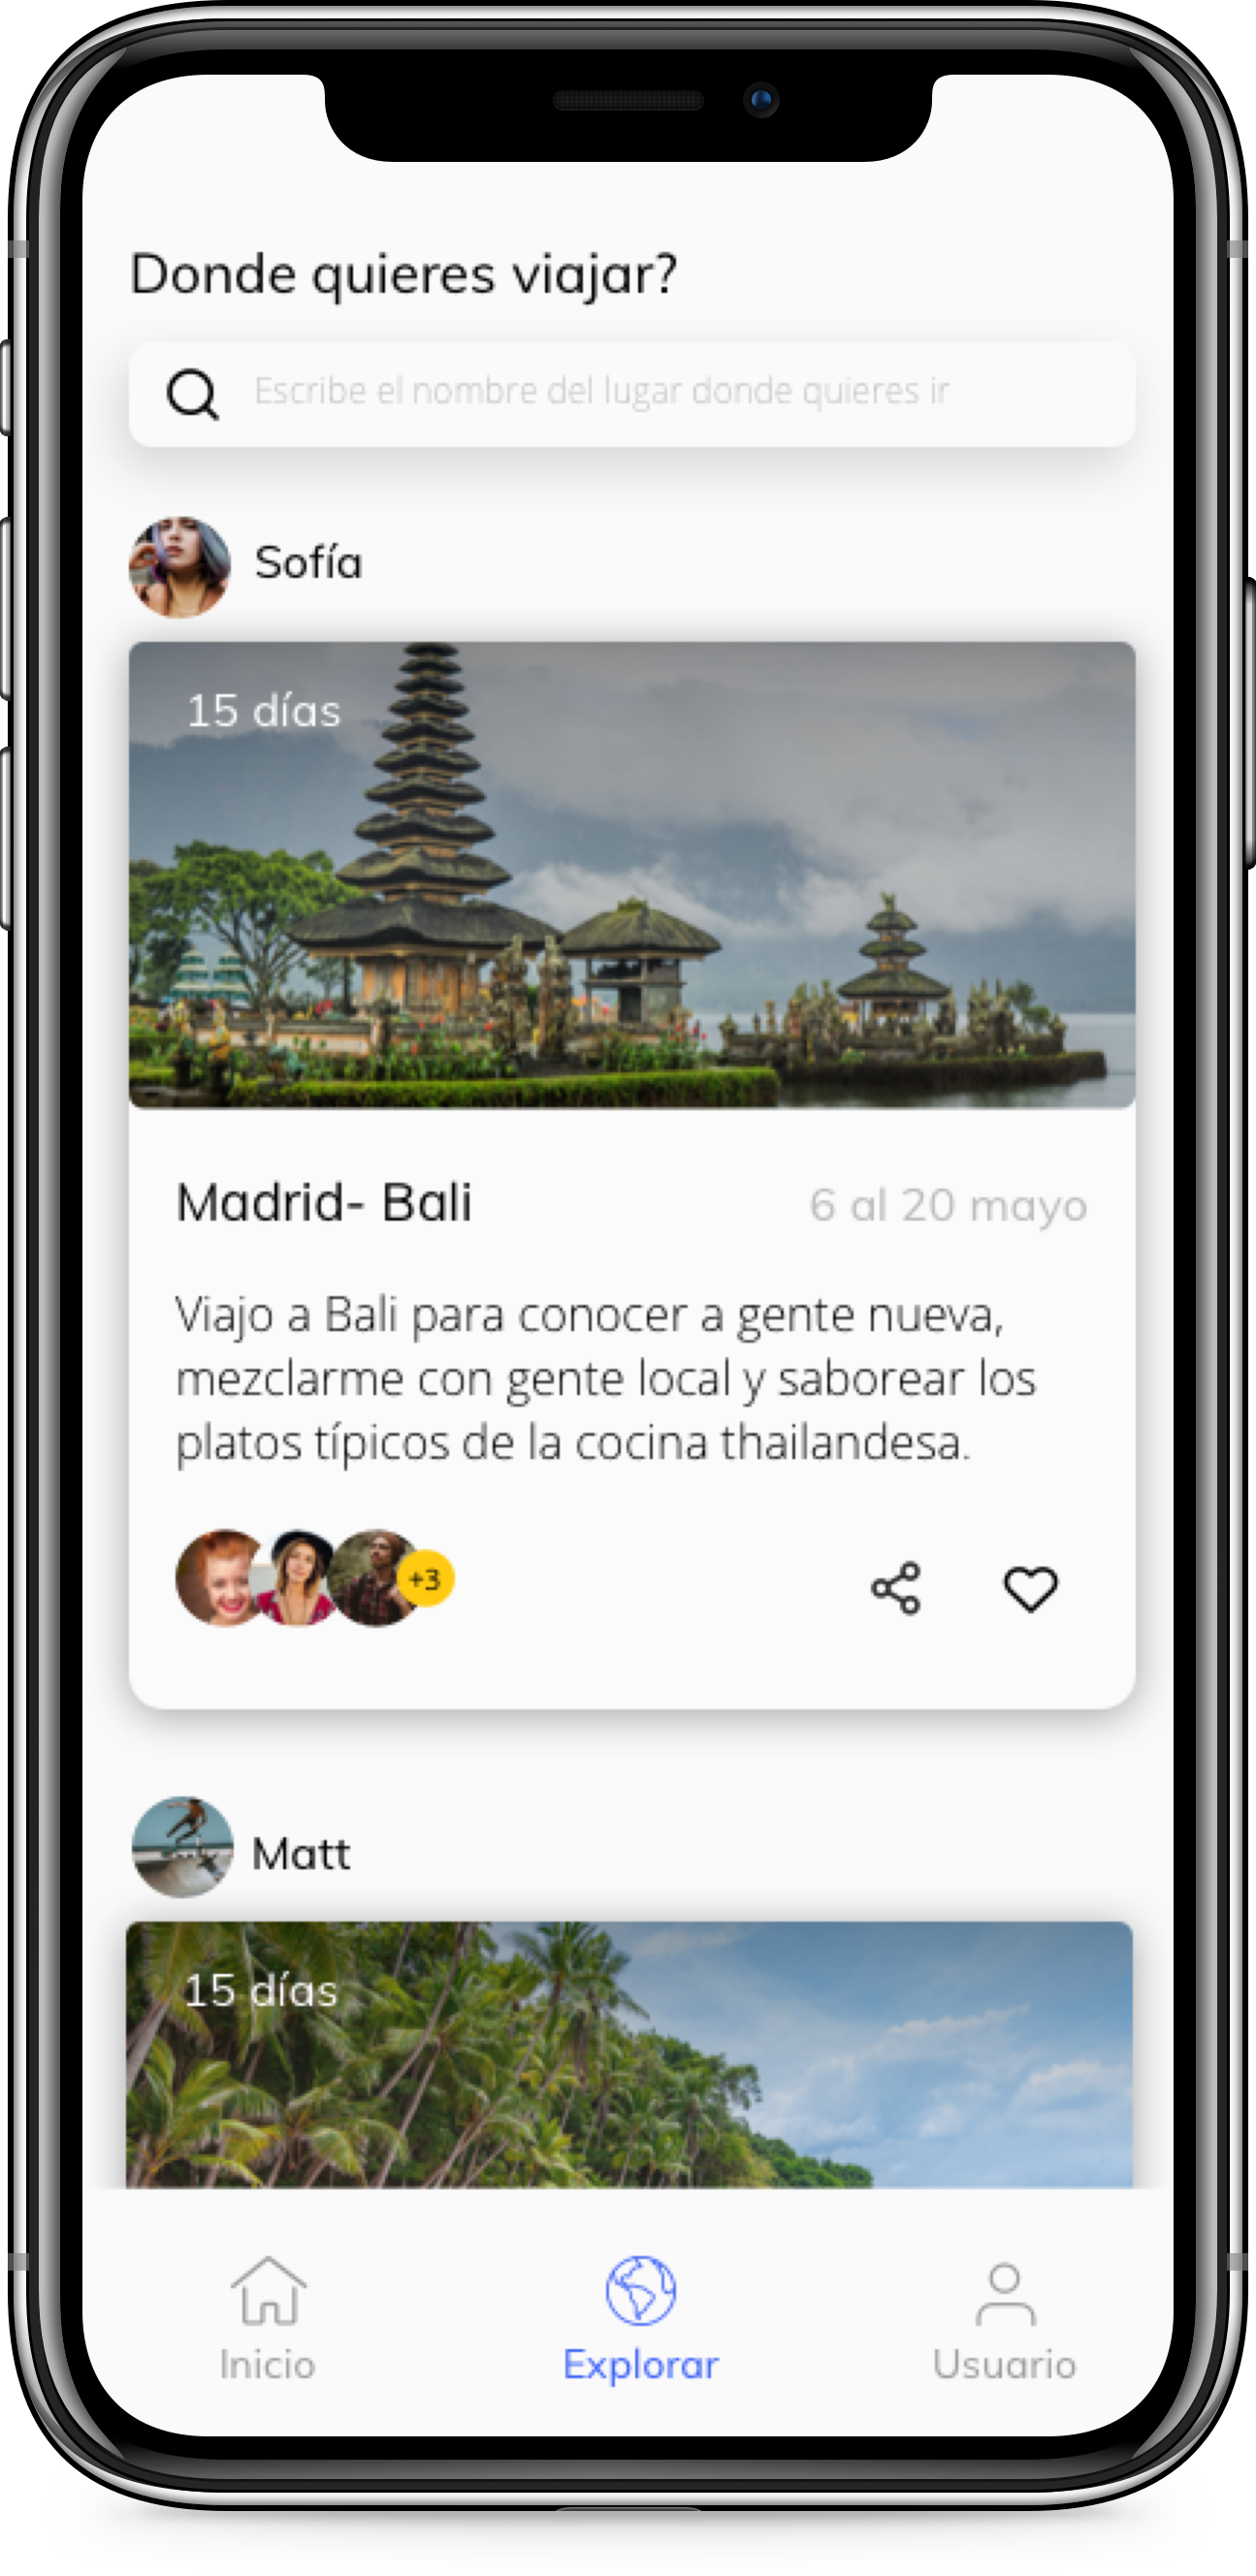 Donde quieres viajar?
Escribe el nombre del lugar donde quieres ir
Sofía
15 días
Madrid- Bali
6 al 20 mayo
Viajo a Bali para conocer a gente nueva,
mezclarme con gente local y saborear los
platos típicos de la cocina thailandesa.
+3
Matt
15 días
Inicio
Explorar
Usuario